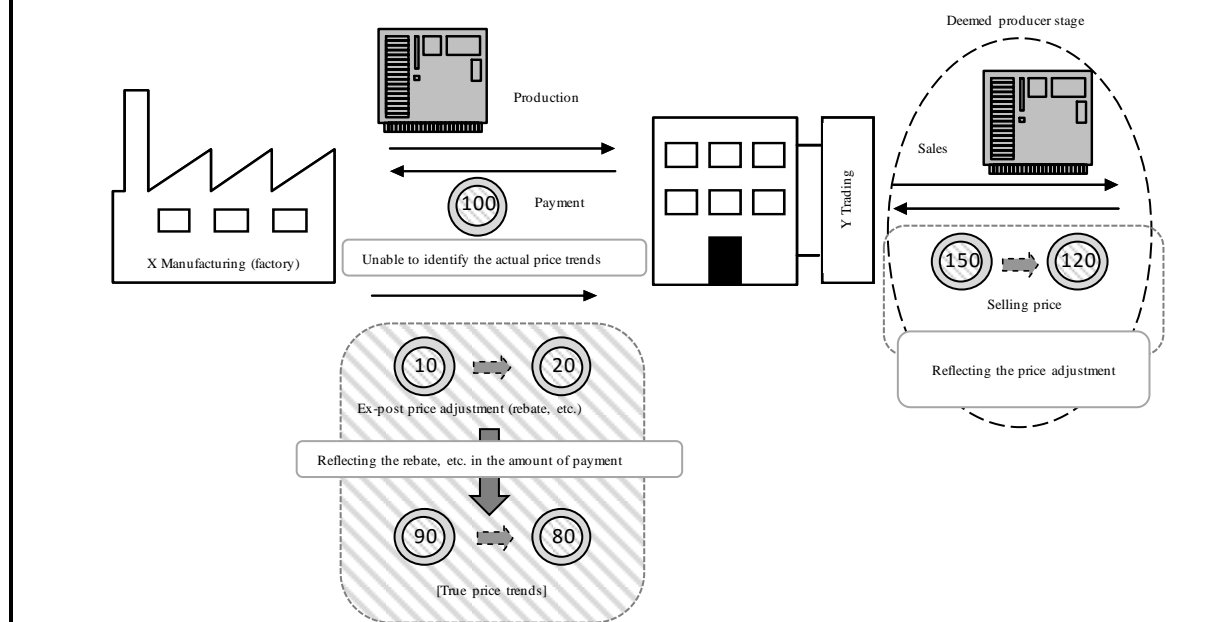 Deemed producer stage
Production
Sales
100
Payment
Y Trading
X Manufacturing (factory)
Unable to identify the actual price trends
150
120
Selling price
10
20
Reflecting the price adjustment
Ex-post price adjustment (rebate, etc.)
Reflecting the rebate, etc. in the amount of payment
90
80
[True price trends]